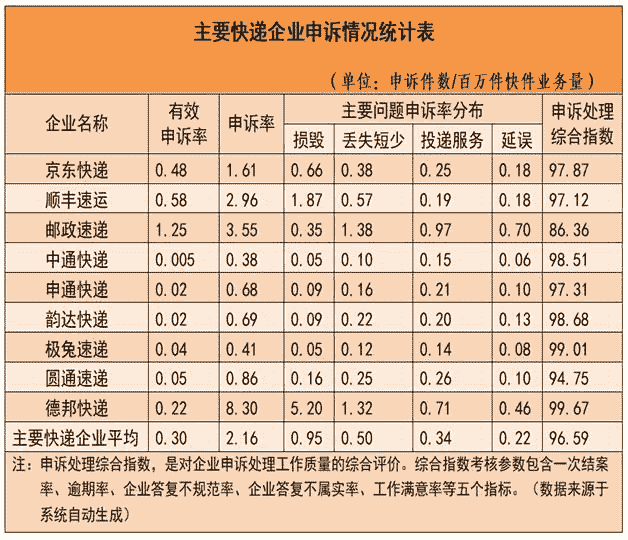 主要快递企业申诉情况统计表
（单位：申诉件数/百万件快件业务量）
企业名称 有效申诉率 申诉率 主要问题申诉率分布 申诉处理综合指数
损毁 丢失短少 投递服务 延误
京东快递 0.48 1.61 0.66 0.38 0.25 0.18 97.87
顺丰速运 0.58 2.96 1.87 0.57 0.19 0.18 97.12
邮政速递 1.25 3.55 0.35 1.38 0.97 0.70 86.36
中通快递 0.005 0.38 0.05 0.10 0.15 0.06 98.51
申通快递 0.02 0.68 0.09 0.16 0.21 0.10 97.31
韵达快递 0.02 0.69 0.09 0.22 0.20 0.13 98.68
极兔速递 0.04 0.41 0.05 0.12 0.14 0.08 99.01
圆通速递 0.05 0.86 0.16 0.25 0.26 0.10 94.75
德邦快递 0.22 8.30 5.20 1.32 0.71 0.46 99.67
主要快递企业平均 0.30 2.16 0.95 0.50 0.34 0.22 96.59
注：申诉处理综合指数，是对企业申诉处理工作质量的综合评价。综合指数考核参数包含一次结案
率、逾期率、企业答复不规范率、企业答复不属实率、工作满意率等五个指标。（数据来源于
系统自动生成）